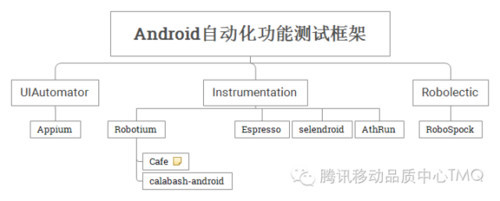 Android自动化功能测试框架
UIAutomator
Instrumentation
Robolectic
Appium
Robotium
Espresso
selendroid
AthRun
RoboSpock
Cafe
calabash-android
腾讯移动品质中心TMQ